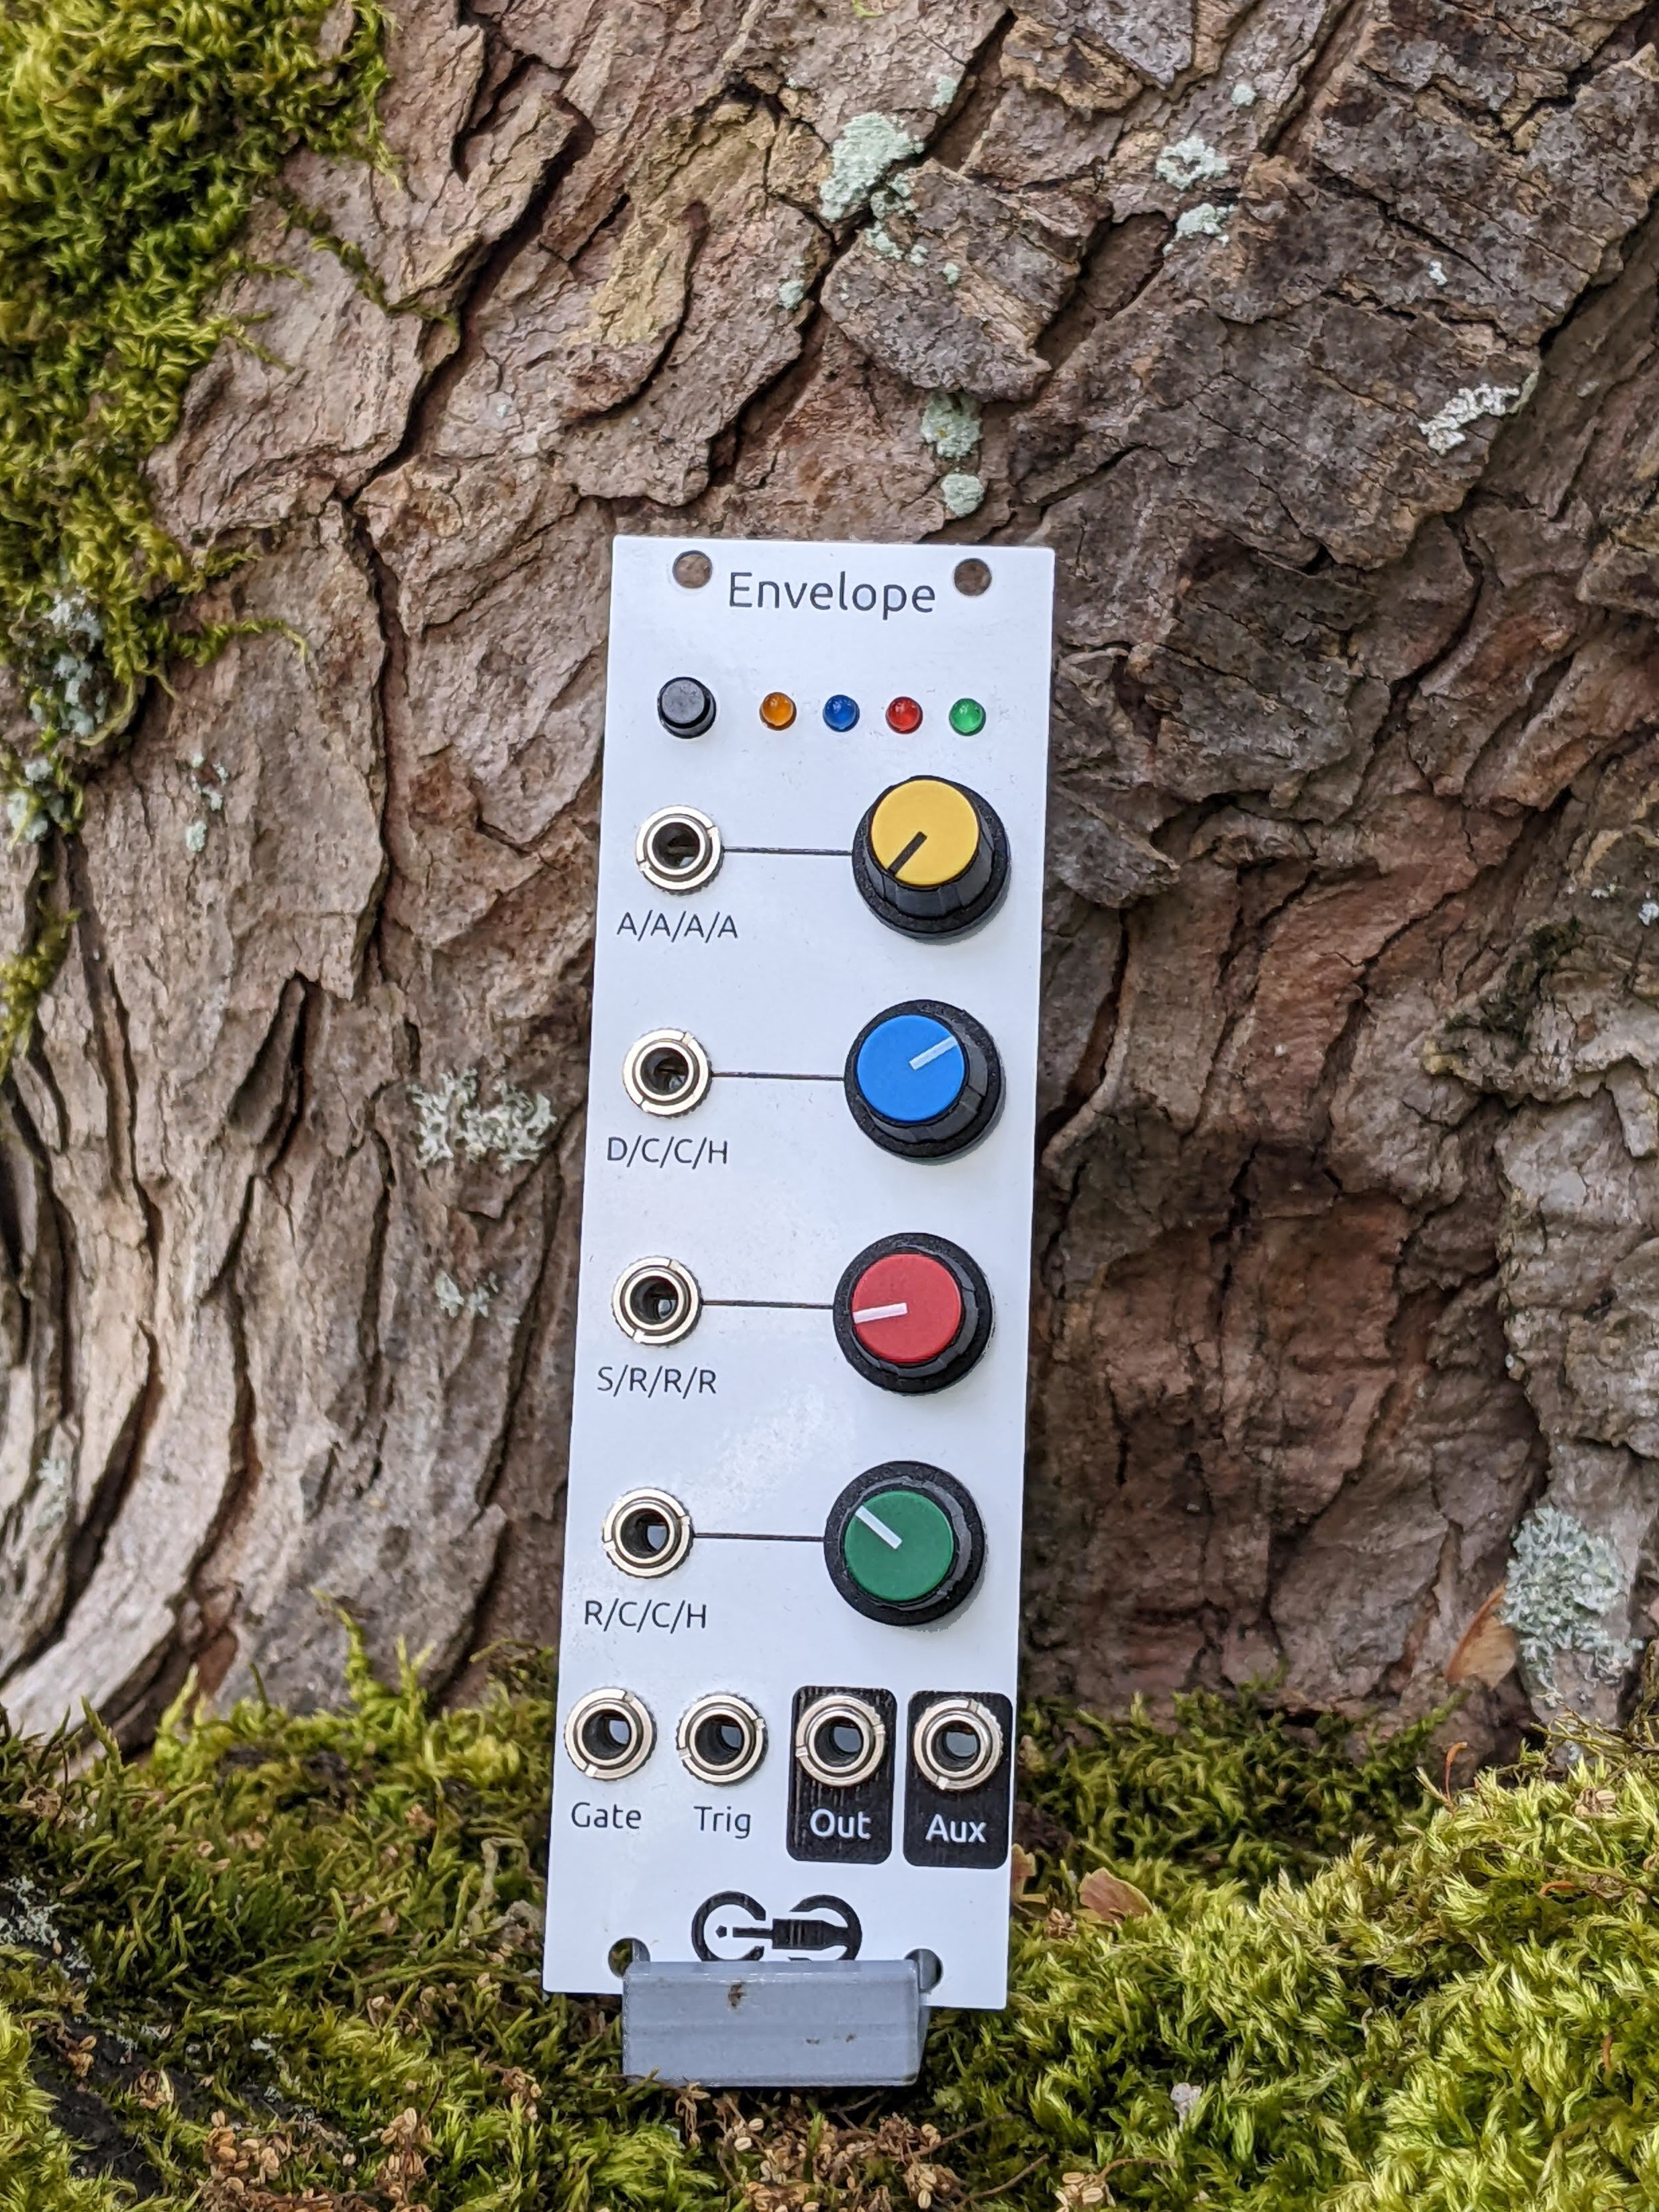 Envelope
A/A/A/A
D/C/C/H
S/R/R/R
R/C/C/H
Gate Trig Out Aux